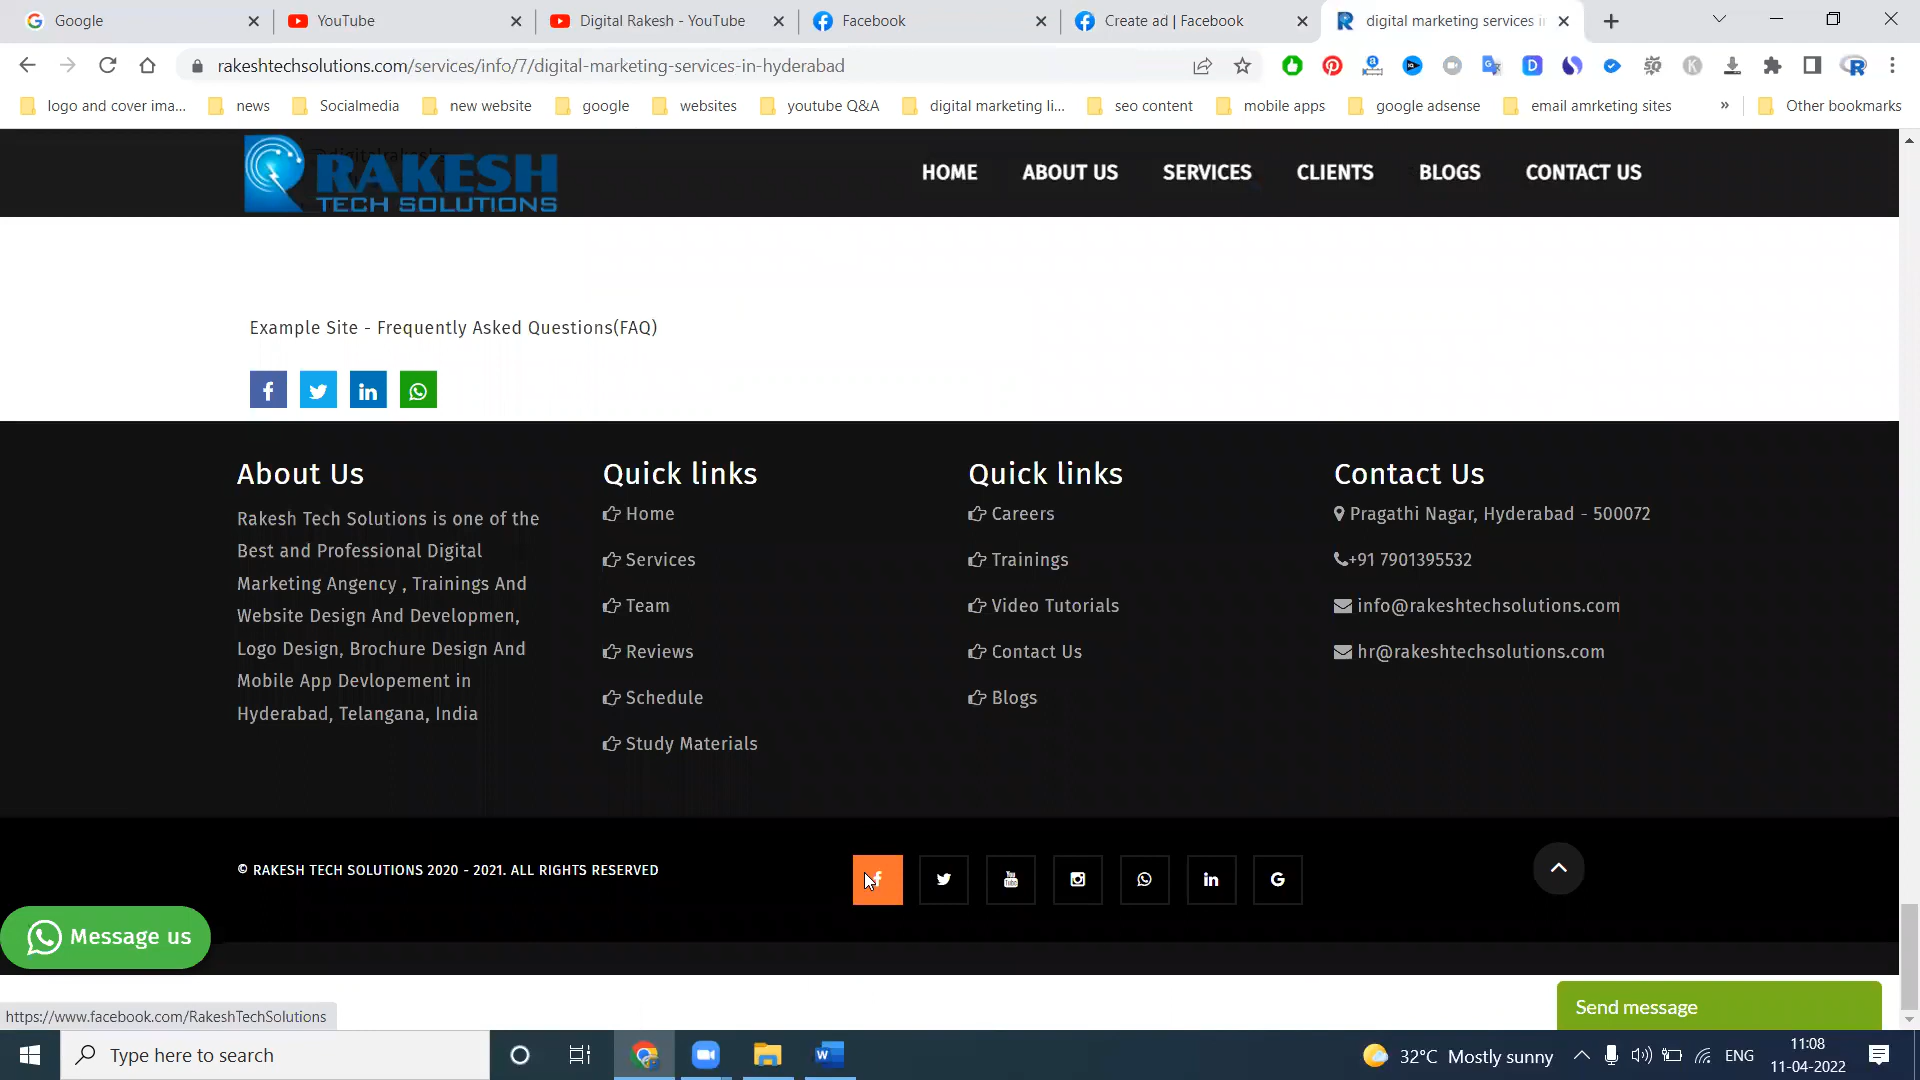 Google
YouTube
Digital Rakesh - YouTube
Facebook
Create ad | Facebook
digital marketing services i
rakeshtechsolutions.com/services/info/7/digital-marketing-services-in-hyderabad
logo and cover ima...
news
Socialmedia
new website
google
websites
youtube Q&A
digital marketing li...
seo content
mobile apps
google adsense
email amrketing sites
»
Other bookmarks
RAKESH
TECH SOLUTIONS
HOME
ABOUT US
SERVICES
CLIENTS
BLOGS
CONTACT US
Example Site - Frequently Asked Questions(FAQ)
About Us
Rakesh Tech Solutions is one of the
Best and Professional Digital
Marketing Angency , Trainings And
Website Design And Developmen,
Logo Design, Brochure Design And
Mobile App Devlopement in
Hyderabad, Telangana, India
Quick links
Home
Services
Team
Reviews
Schedule
Study Materials
Quick links
Careers
Trainings
Video Tutorials
Contact Us
Blogs
Contact Us
Pragathi Nagar, Hyderabad - 500072
+91 7901395532
info@rakeshtechsolutions.com
hr@rakeshtechsolutions.com
© RAKESH TECH SOLUTIONS 2020 - 2021. ALL RIGHTS RESERVED
Message us
Send message
https://www.facebook.com/RakeshTechSolutions
Type here to search
32°C Mostly sunny
ENG
11:08
11-04-2022